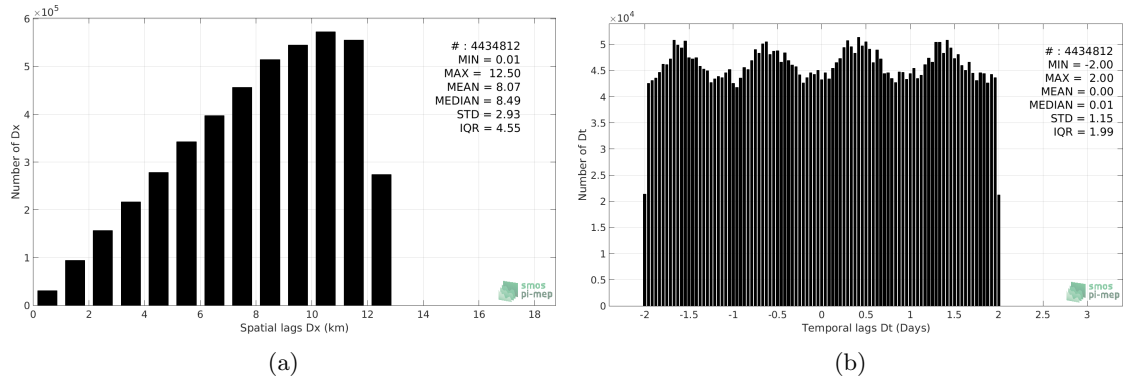 ×10⁵
6
5
4
3
2
1
0
Number of Dx
# : 4434812
MIN = 0.01
MAX = 12.50
MEAN = 8.07
MEDIAN = 8.49
STD = 2.93
IQR = 4.55
smos
pi-mep
0 2 4 6 8 10 12 14 16 18
Spatial lags Dx (km)
(a)
×10⁴
5
4.5
4
3.5
3
2.5
2
1.5
1
0.5
0
Number of Dt
# : 4434812
MIN = -2.00
MAX = 2.00
MEAN = 0.00
MEDIAN = 0.01
STD = 1.15
IQR = 1.99
smos
pi-mep
-2 -1.5 -1 -0.5 0 0.5 1 1.5 2 2.5 3
Temporal lags Dt (Days)
(b)